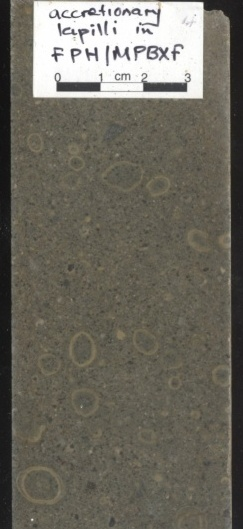 accretionary
lapilli in
FPH/MPBXF
0 1 cm 2 3